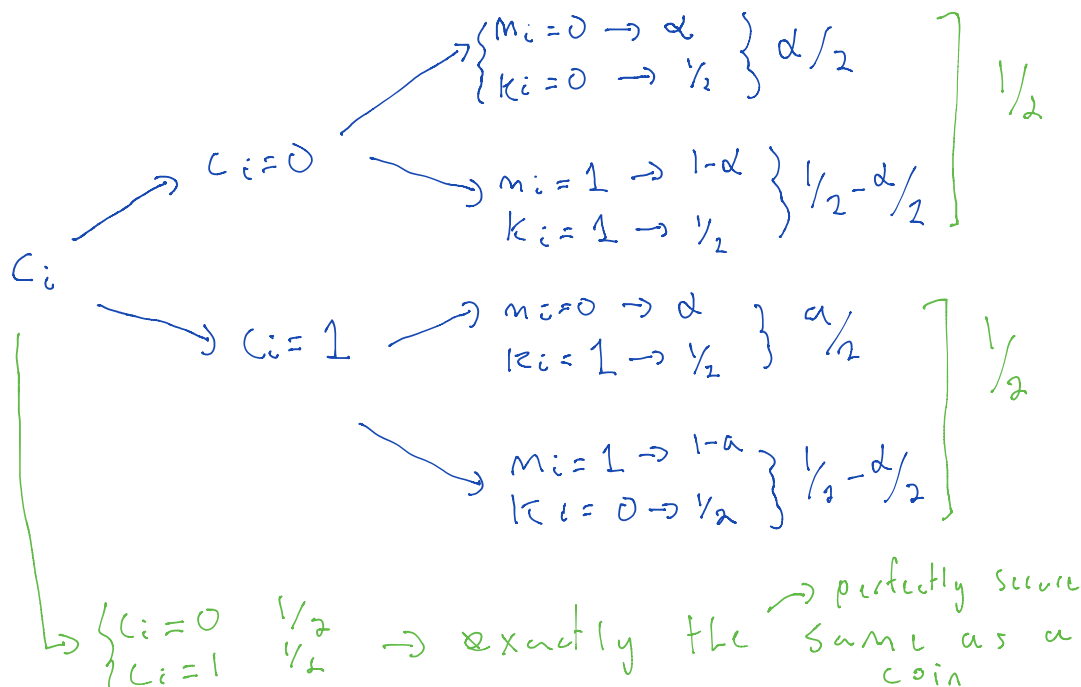 mi = 0 → α } α/2
ki = 0 → 1/2
1/2
ci = 0
mi = 1 → 1-α } 1/2 - α/2
ki = 1 → 1/2
ci
mi = 0 → α } α/2
ci = 1
ki = 1 → 1/2
1/2
mi = 1 → 1-α } 1/2 - α/2
ki = 0 → 1/2
→ perfectly secure
→ { ci = 0 1/2
ci = 1 1/2 → exactly the same as a
coin